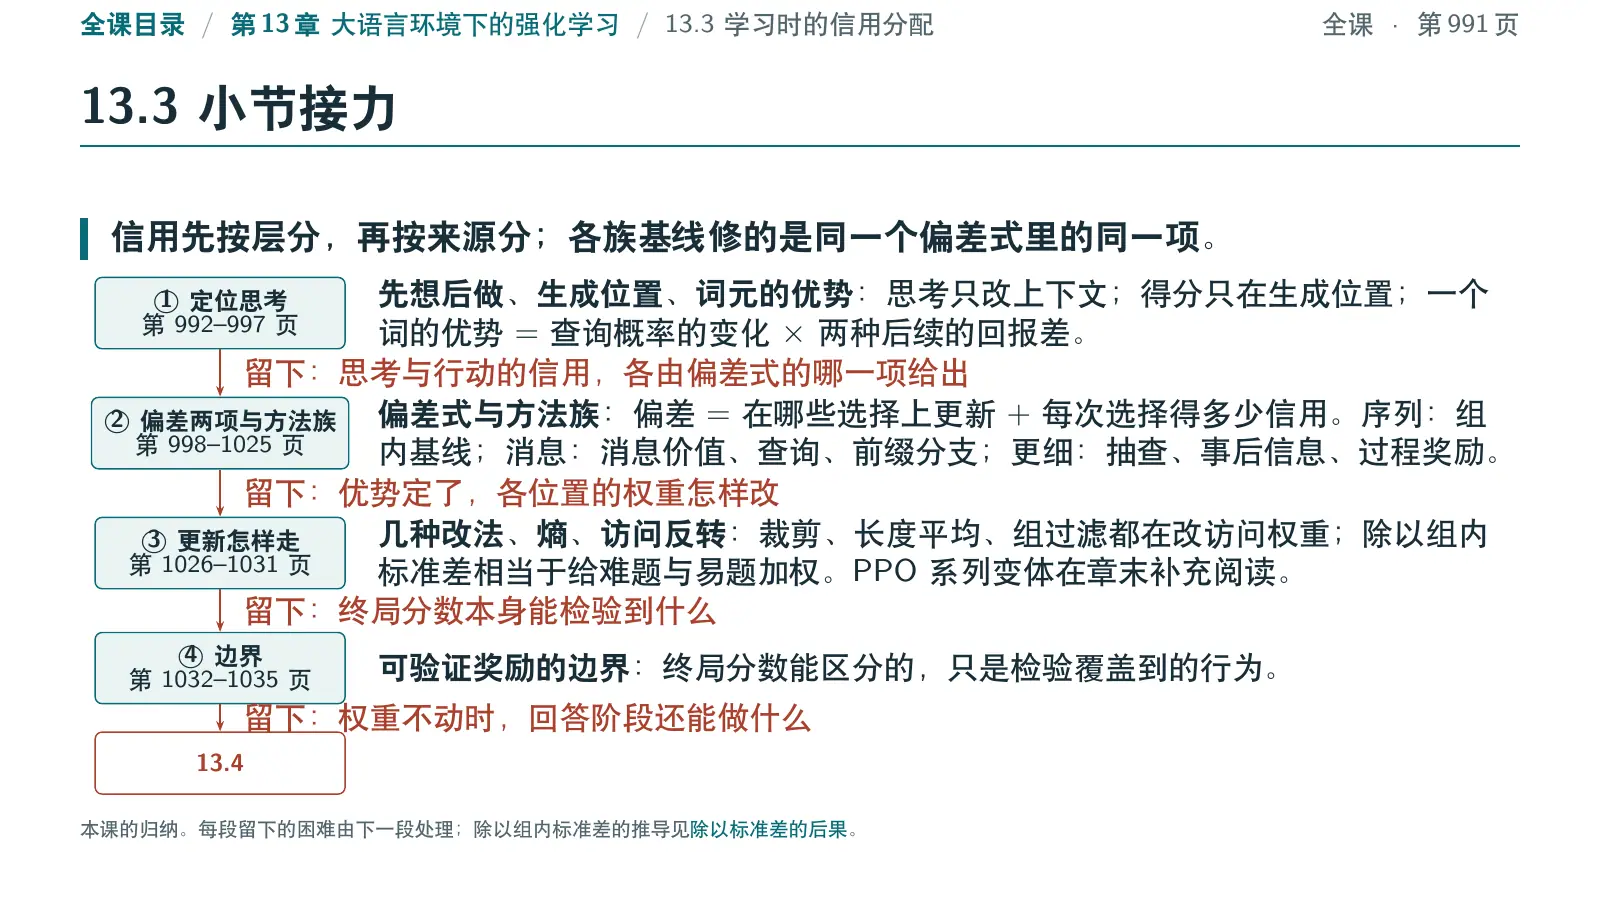 全课目录 / 第 13 章 大语言环境下的强化学习 / 13.3 学习时的信用分配
全课 · 第 991 页
13.3 小节接力
信用先按层分，再按来源分；各族基线修的是同一个偏差式里的同一项。
① 定位思考
第 992–997 页
先想后做、生成位置、词元的优势：思考只改上下文；得分只在生成位置；一个
词的优势 = 查询概率的变化 × 两种后续的回报差。
留下：思考与行动的信用，各由偏差式的哪一项给出
② 偏差两项与方法族
第 998–1025 页
偏差式与方法族：偏差 = 在哪些选择上更新 + 每次选择得多少信用。序列：组
内基线；消息：消息价值、查询、前缀分支；更细：抽查、事后信息、过程奖励。
留下：优势定了，各位置的权重怎样改
③ 更新怎样走
第 1026–1031 页
几种改法、熵、访问反转：裁剪、长度平均、组过滤都在改访问权重；除以组内
标准差相当于给难题与易题加权。PPO 系列变体在章末补充阅读。
留下：终局分数本身能检验到什么
④ 边界
第 1032–1035 页
可验证奖励的边界：终局分数能区分的，只是检验覆盖到的行为。
留下：权重不动时，回答阶段还能做什么
13.4
本课的归纳。每段留下的困难由下一段处理；除以组内标准差的推导见除以标准差的后果。